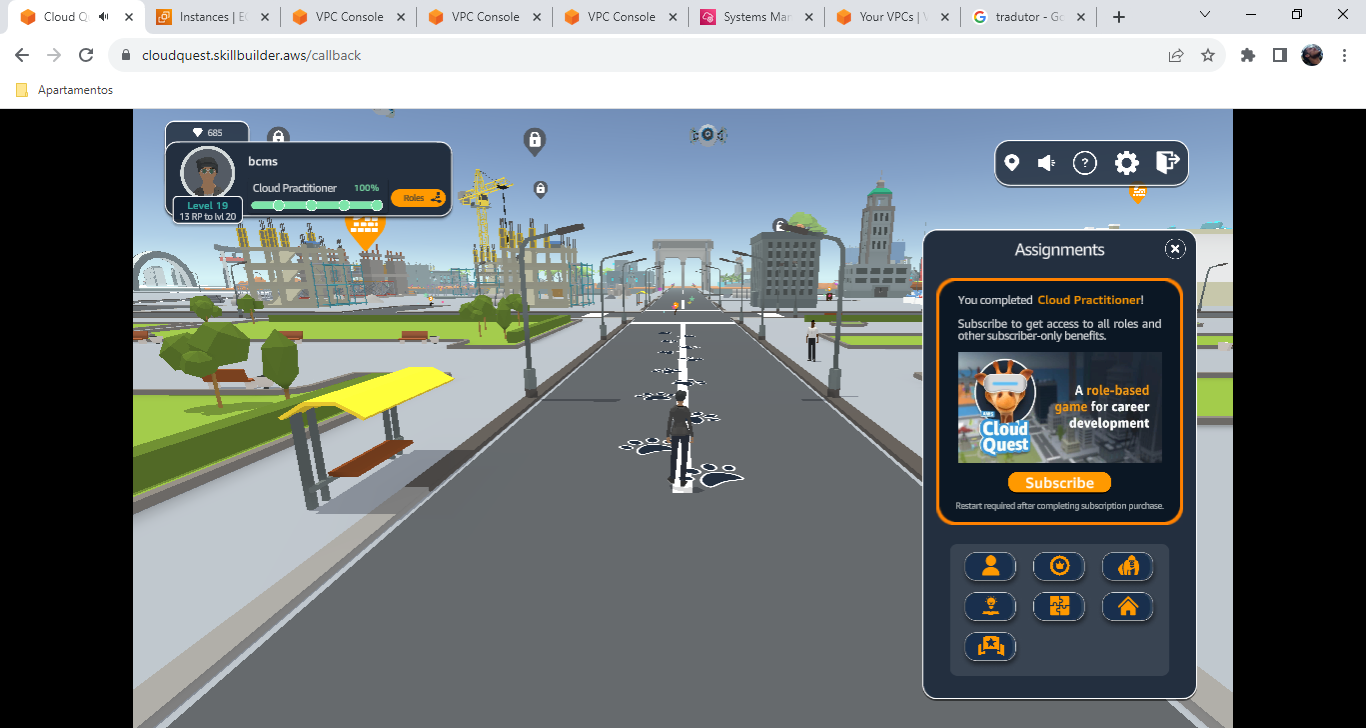 Cloud Q
Instances | E
VPC Console
VPC Console
VPC Console
Systems Mar
Your VPCs |
tradutor - Go
cloudquest.skillbuilder.aws/callback
Apartamentos
685
bcms
Cloud Practitioner 100%
Roles
Level 19
13 RP to lvl 20
Assignments
You completed Cloud Practitioner!
Subscribe to get access to all roles and
other subscriber-only benefits.
A role-based
game for career
development
AWS
Cloud
Quest
Subscribe
Restart required after completing subscription purchase.